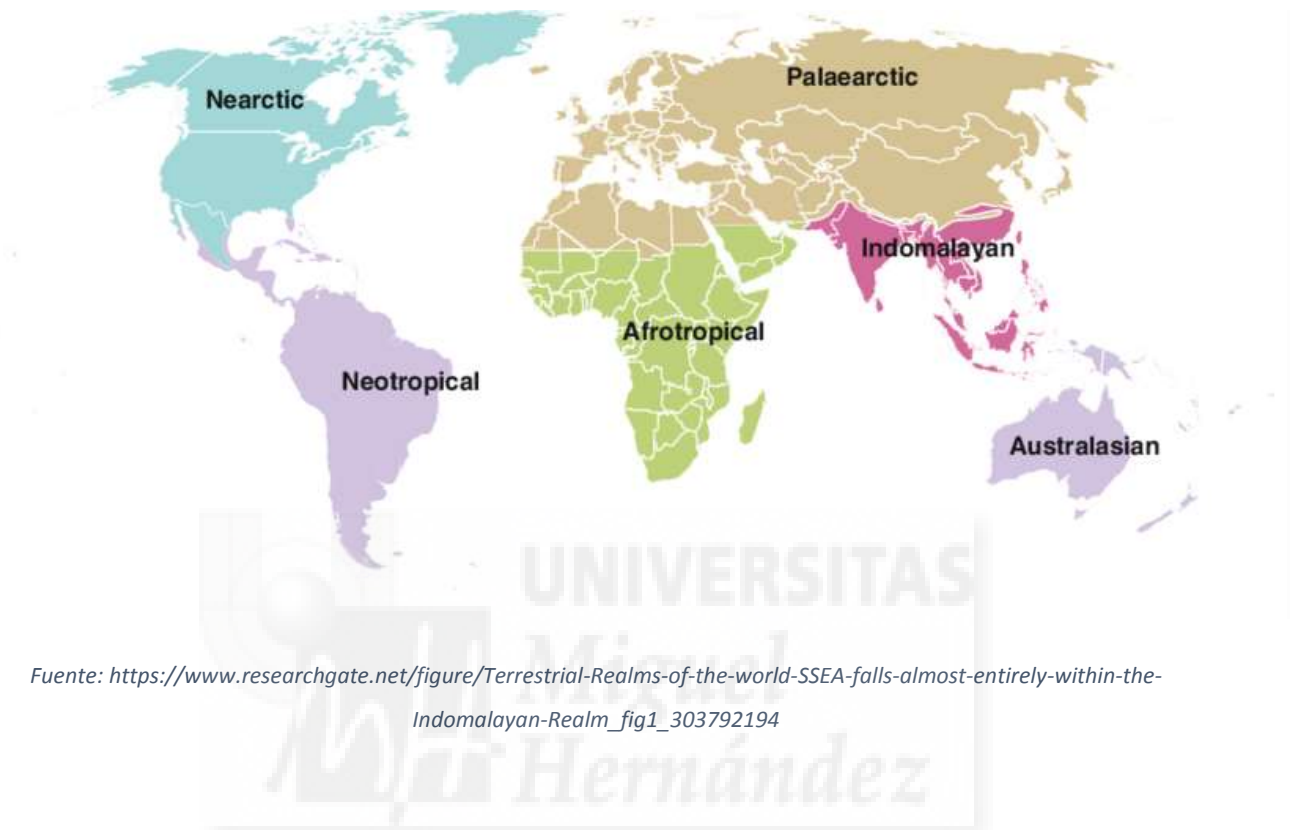 Palaearctic
Nearctic
Indomalayan
Afrotropical
Neotropical
Australasian
UNIVERSITAS
Miguel
Fuente: https://www.researchgate.net/figure/Terrestrial-Realms-of-the-world-SSEA-falls-almost-entirely-within-the-
Indomalayan-Realm_fig1_303792194
Hernández